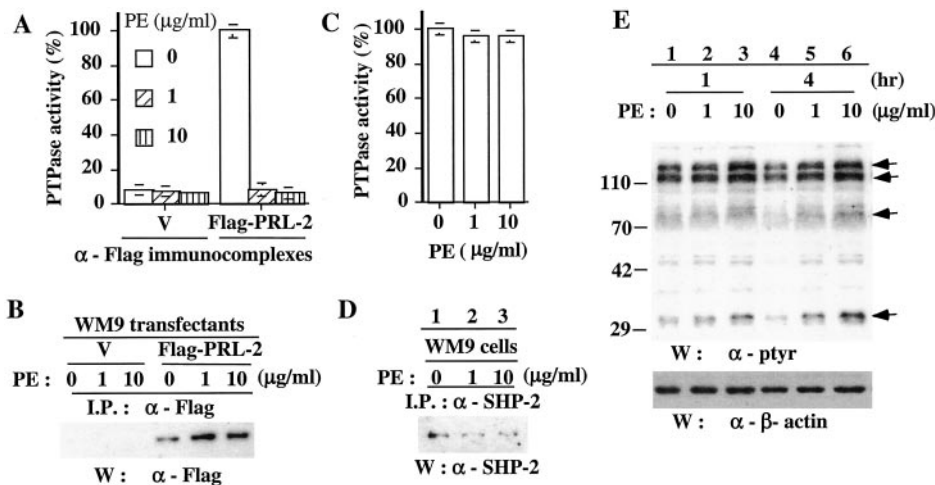 A
PE (µg/ml)
0
1
10
PTPase activity (%)
100
80
60
40
20
0
V
Flag-PRL-2
α - Flag immunocomplexes
B
WM9 transfectants
V
Flag-PRL-2
PE : 0 1 10 0 1 10 (µg/ml)
I.P. : α - Flag
W : α - Flag
C
PTPase activity (%)
100
80
60
40
20
0
0 1 10
PE ( µg/ml)
D
1 2 3
WM9 cells
PE : 0 1 10 µg/ml)
I.P. : α - SHP-2
W : α - SHP-2
E
1 2 3 4 5 6
1 4 (hr)
PE : 0 1 10 0 1 10 (µg/ml)
110
70
42
29
W : α - ptyr
W : α - β- actin